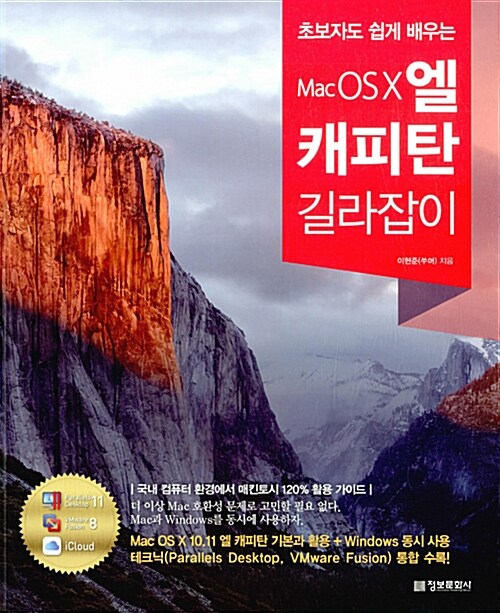 초보자도 쉽게 배우는
Mac OS X 엘
캐피탄
길라잡이
이현준(쑤여) 지음
| 국내 컴퓨터 환경에서 매킨토시 120% 활용 가이드 |
더 이상 Mac 호환성 문제로 고민할 필요 없다.
Mac과 Windows를 동시에 사용하자.
Mac OS X 10.11 엘 캐피탄 기본과 활용 + Windows 동시 사용
테크닉(Parallels Desktop, VMware Fusion) 통합 수록!
Parallels
Desktop 11
VMware
Fusion 8
iCloud
정보문화사